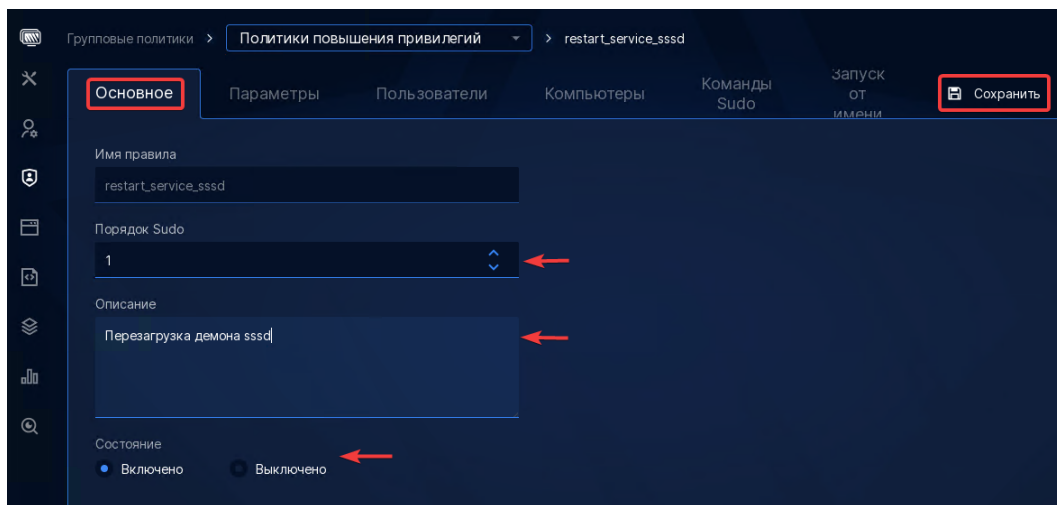 Групповые политики > Политики повышения привилегий > restart_service_sssd
Основное
Параметры
Пользователи
Компьютеры
Команды
Sudo
Запуск
от
имени
Сохранить
Имя правила
restart_service_sssd
Порядок Sudo
1
Описание
Перезагрузка демона sssd
Состояние
Включено
Выключено